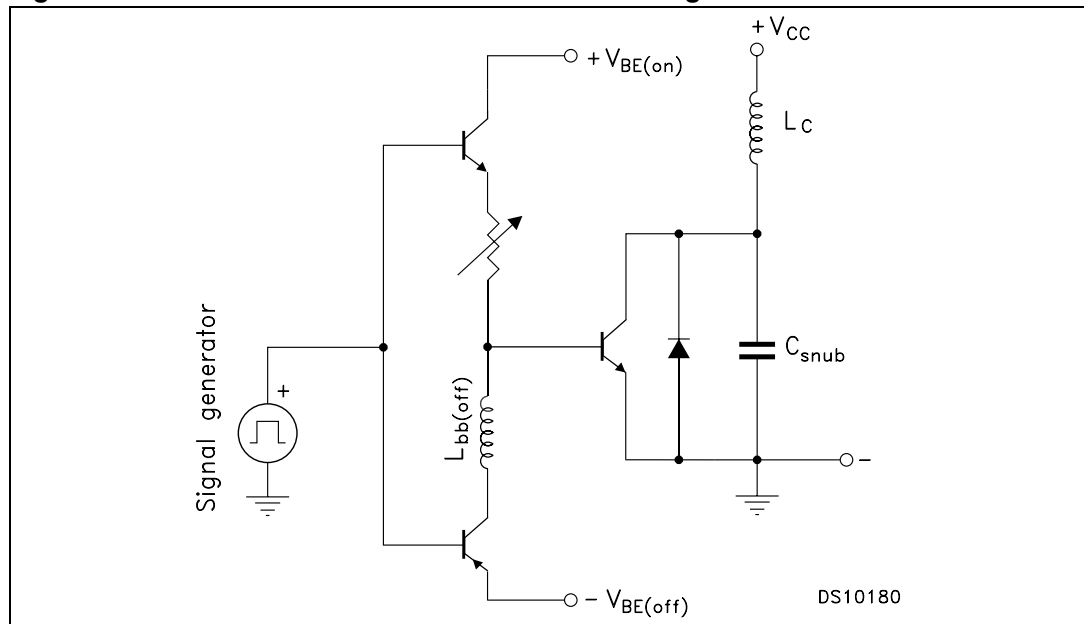 + V_CC
+ V_BE(on)
L_C
Signal generator
+
L_bb(off)
C_snub
-
- V_BE(off)
DS10180